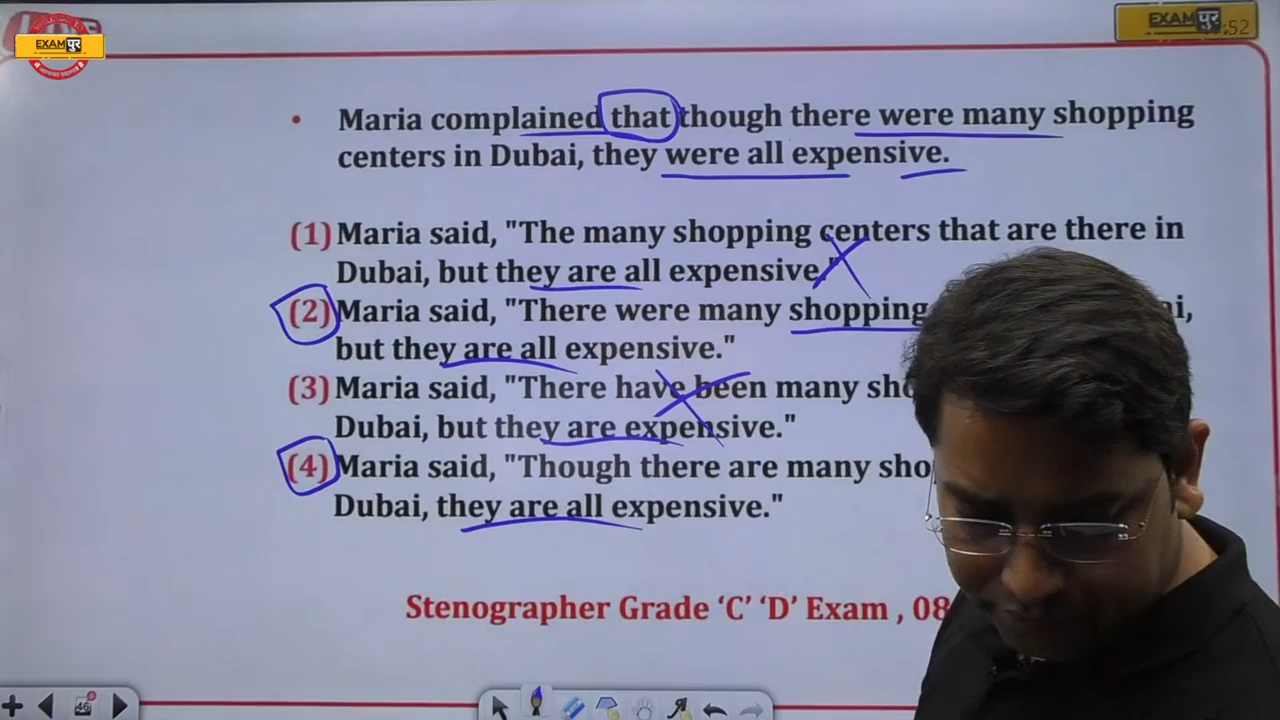 EXAMपुर
EXAMपुर
:52
• Maria complained that though there were many shopping
centers in Dubai, they were all expensive.
(1) Maria said, "The many shopping centers that are there in
Dubai, but they are all expensive."
(2) Maria said, "There were many shopping
but they are all expensive."
(3) Maria said, "There have been many
Dubai, but they are expensive."
(4) Maria said, "Though there are many
Dubai, they are all expensive."
Stenographer Grade ‘C’ ‘D’ Exam , 08
46